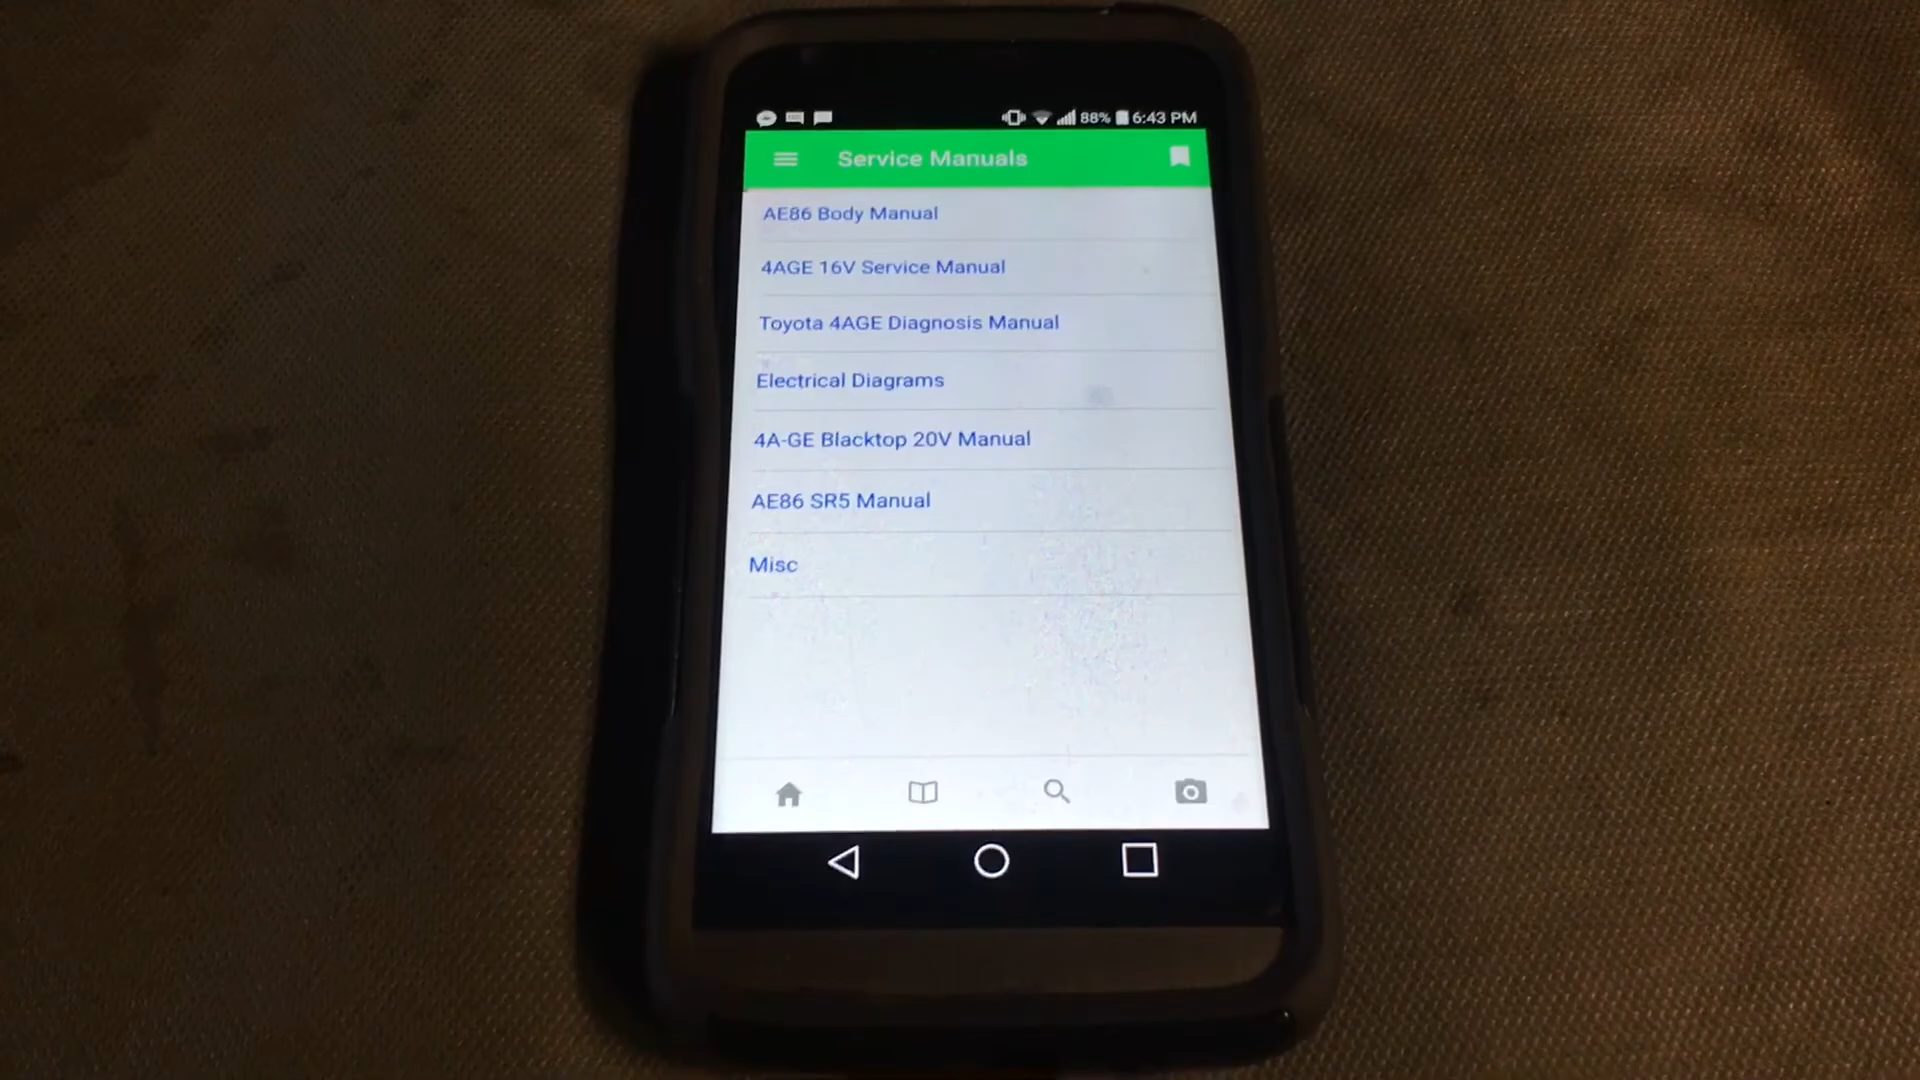 88% 6:43 PM
Service Manuals
AE86 Body Manual
4AGE 16V Service Manual
Toyota 4AGE Diagnosis Manual
Electrical Diagrams
4A-GE Blacktop 20V Manual
AE86 SR5 Manual
Misc